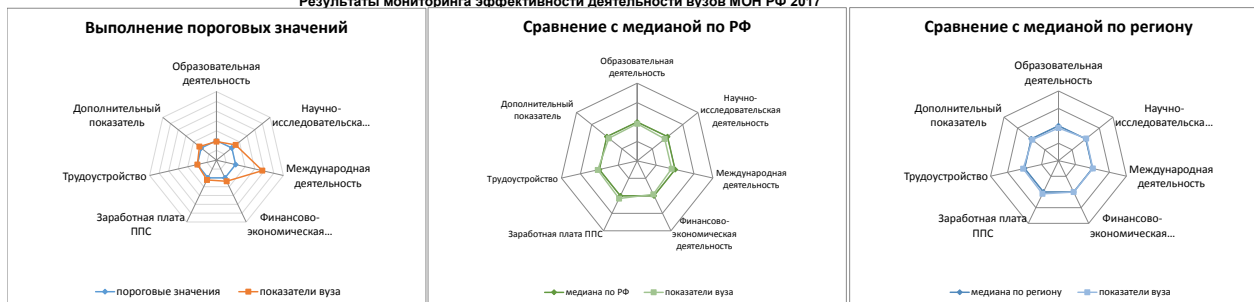 Результаты мониторинга эффективности деятельности вузов МОН РФ 2017
Выполнение пороговых значений
Образовательная
деятельность
Научно-
исследовательска...
Международная
деятельность
Финансово-
экономическая...
Заработная плата
ППС
Трудоустройство
Дополнительный
показатель
пороговые значения
показатели вуза
Сравнение с медианой по РФ
Образовательная
деятельность
Научно-
исследовательская
деятельность
Международная
деятельность
Финансово-
экономическая
деятельность
Заработная плата ППС
Трудоустройство
Дополнительный
показатель
медиана по РФ
показатели вуза
Сравнение с медианой по региону
Образовательная
деятельность
Научно-
исследовательска...
Международная
деятельность
Финансово-
экономическая...
Заработная плата
ППС
Трудоустройство
Дополнительный
показатель
медиана по региону
показатели вуза